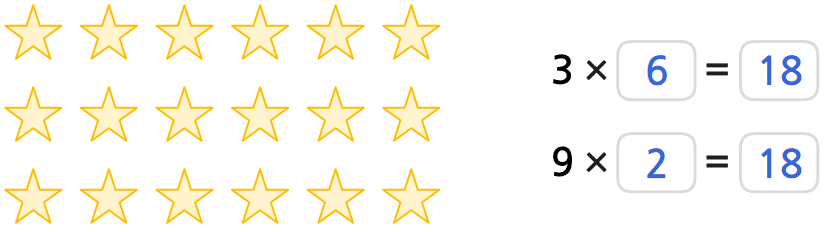 3 × 6 = 18
9 × 2 = 18